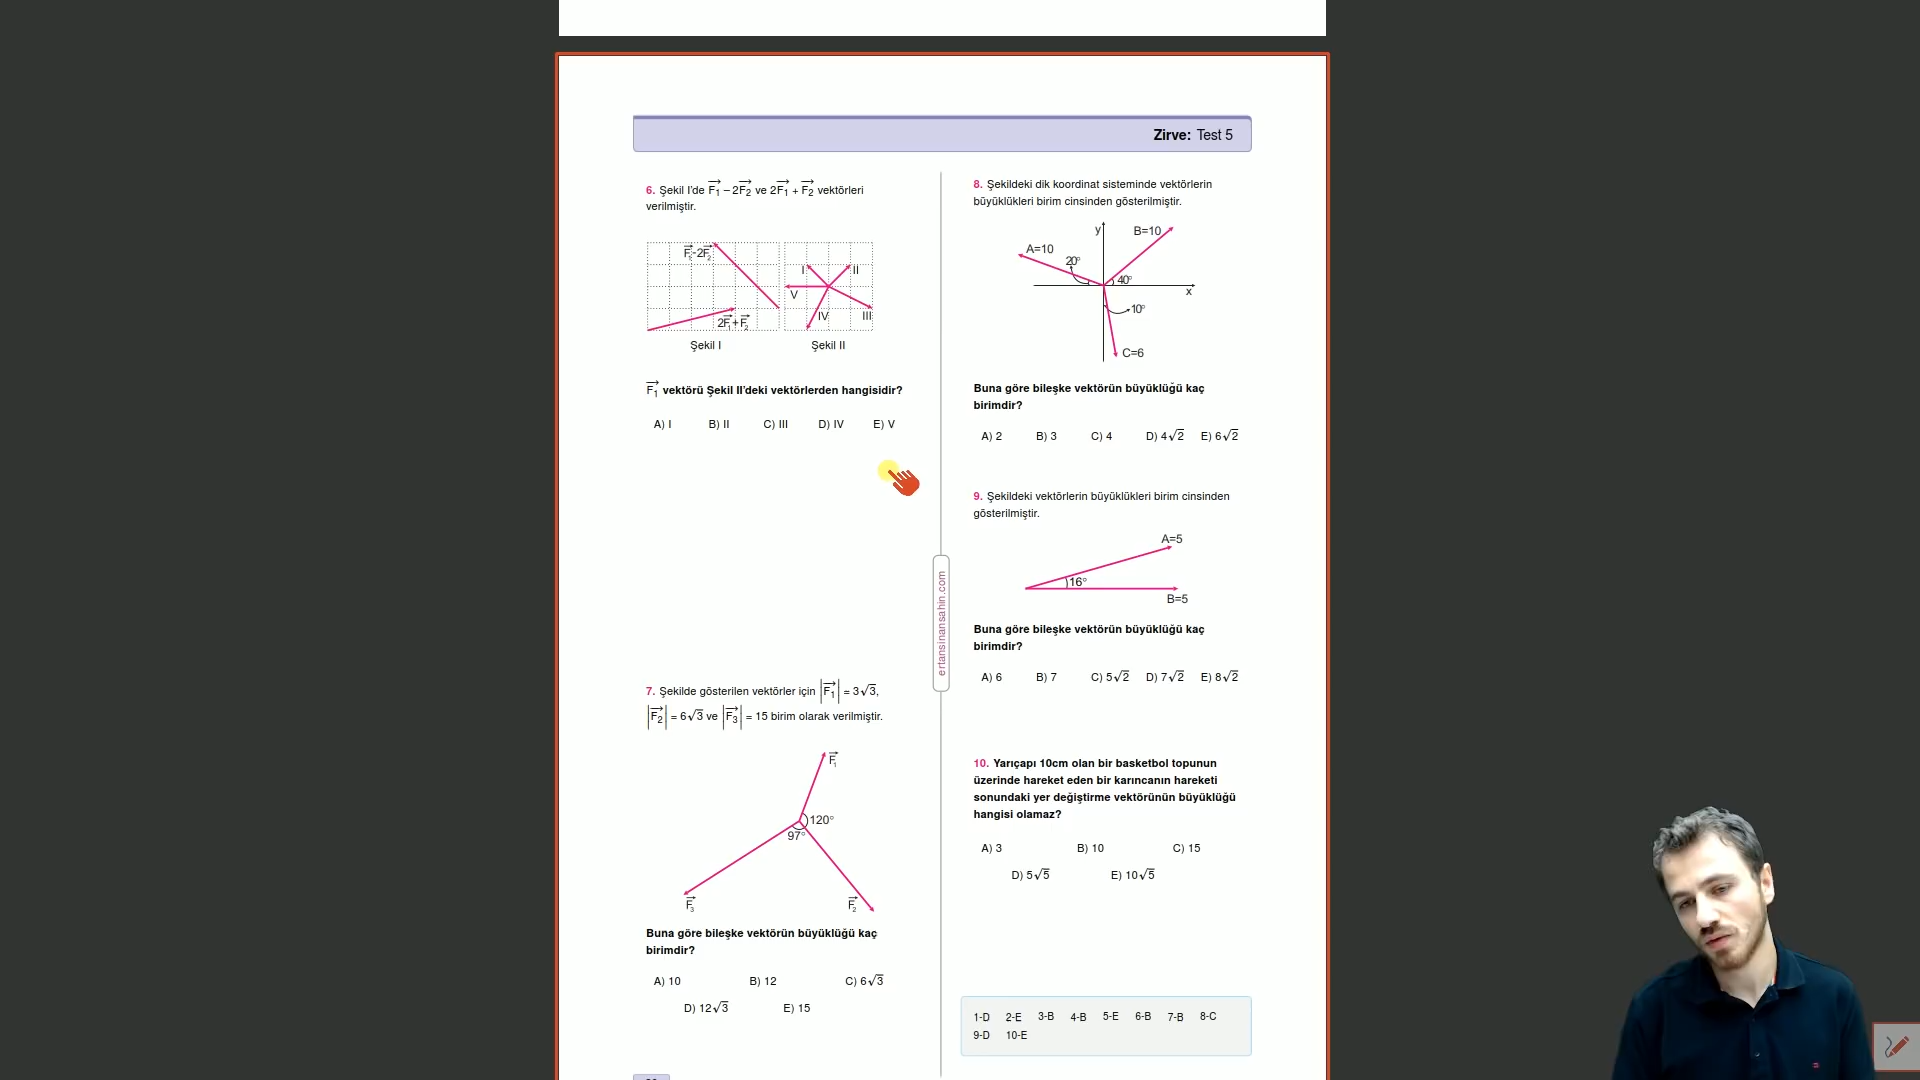 Zirve: Test 5
6. Şekil I'de F₁ – 2F₂ ve 2F₁ + F₂ vektörleri
verilmiştir.
F₁-2F₂
2F₁+F₂
I
II
V
IV
III
Şekil I
Şekil II
F₁ vektörü Şekil II'deki vektörlerden hangisidir?
A) I B) II C) III D) IV E) V
7. Şekilde gösterilen vektörler için |F₁| = 3√3,
|F₂| = 6√3 ve |F₃| = 15 birim olarak verilmiştir.
F₁
120°
97°
F₃
F₂
Buna göre bileşke vektörün büyüklüğü kaç
birimdir?
A) 10 B) 12 C) 6√3
D) 12√3 E) 15
ertansinansahin.com
8. Şekildeki dik koordinat sisteminde vektörlerin
büyüklükleri birim cinsinden gösterilmiştir.
y
B=10
A=10
20°
40°
x
10°
C=6
Buna göre bileşke vektörün büyüklüğü kaç
birimdir?
A) 2 B) 3 C) 4 D) 4√2 E) 6√2
9. Şekildeki vektörlerin büyüklükleri birim cinsinden
gösterilmiştir.
A=5
16°
B=5
Buna göre bileşke vektörün büyüklüğü kaç
birimdir?
A) 6 B) 7 C) 5√2 D) 7√2 E) 8√2
10. Yarıçapı 10cm olan bir basketbol topunun
üzerinde hareket eden bir karıncanın hareketi
sonundaki yer değiştirme vektörünün büyüklüğü
hangisi olamaz?
A) 3 B) 10 C) 15
D) 5√5 E) 10√5
1-D 2-E 3-B 4-B 5-E 6-B 7-B 8-C
9-D 10-E